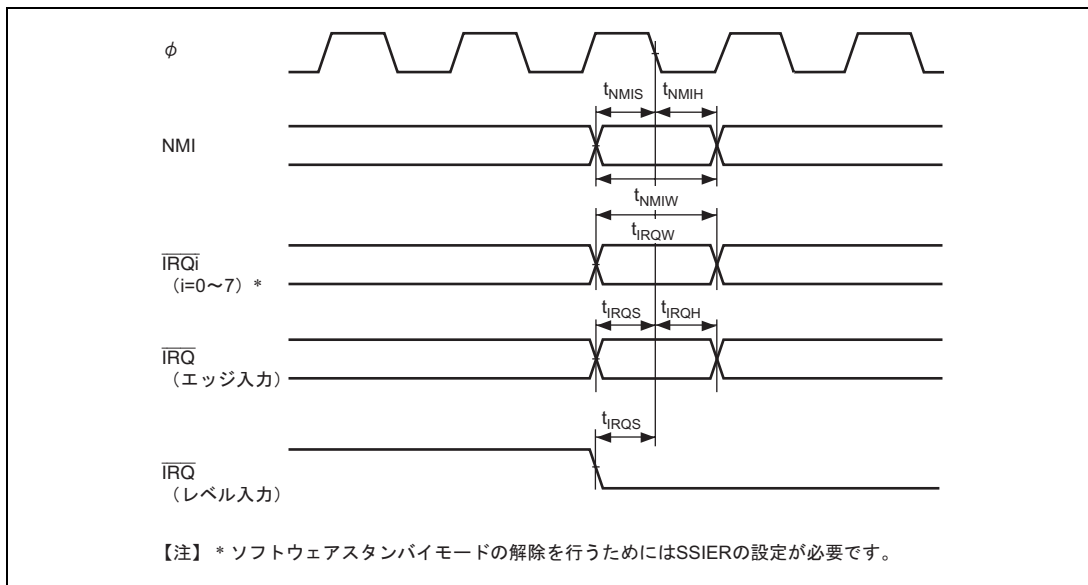 φ
tNMIS tNMIH
NMI
tNMIW
tIRQW
IRQi
（i=0〜7）*
tIRQS tIRQH
IRQ
（エッジ入力）
tIRQS
IRQ
（レベル入力）
【注】 * ソフトウェアスタンバイモードの解除を行うためにはSSIERの設定が必要です。